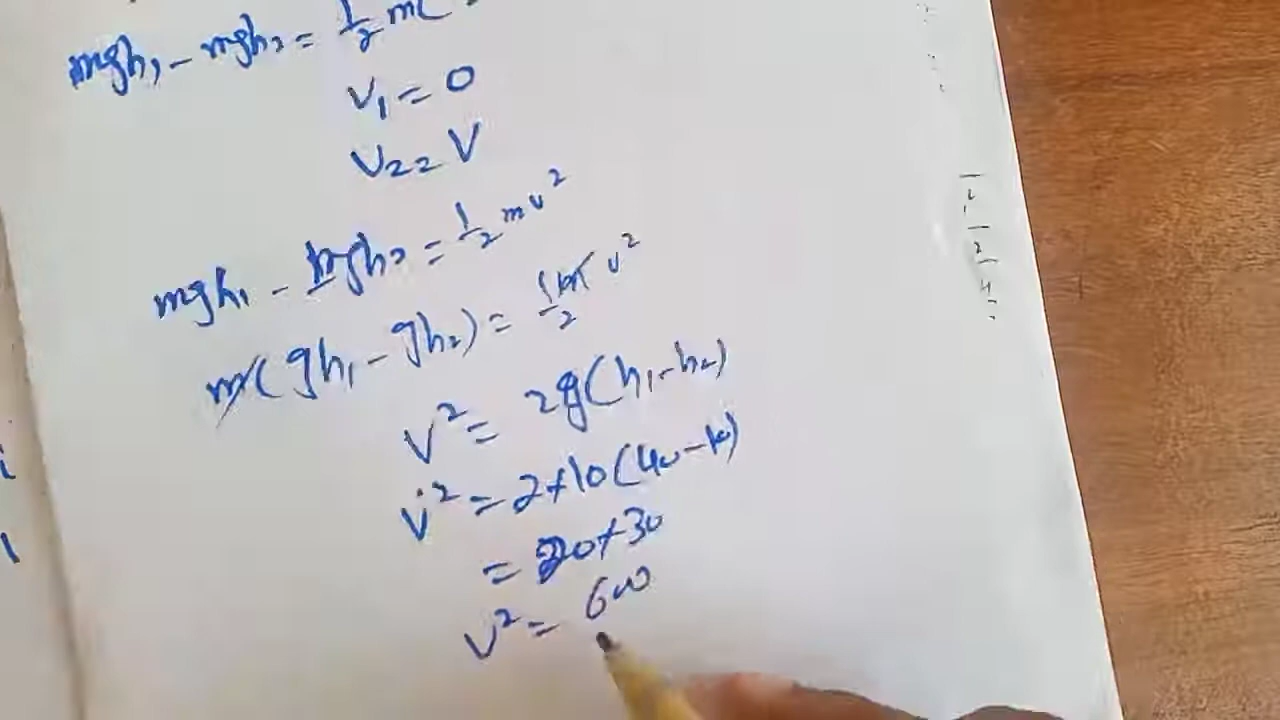 mgh₁ - mgh₂ = 1/2 m(
V₁ = 0
V₂ = V
mgh₁ - mgh₂ = 1/2 mv²
m(gh₁ - gh₂) = 1/2 m v²
V² = 2g(h₁-h₂)
V² = 2×10(40-10)
= 20×30
V² = 600